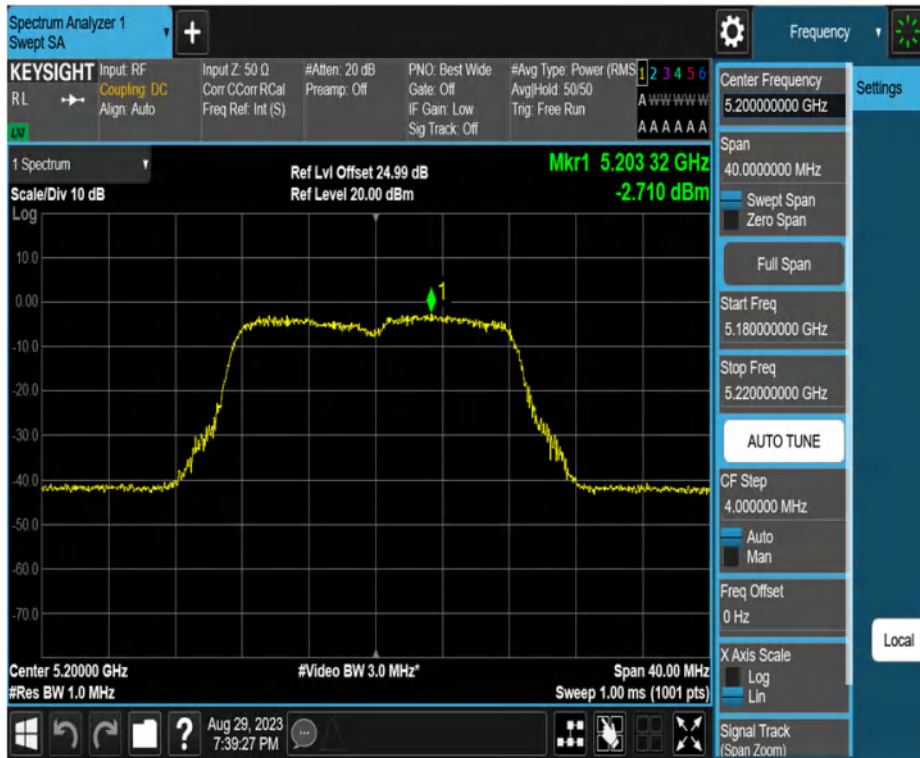 Spectrum Analyzer 1
Swept SA
+
Frequency
KEYSIGHT
RL
LXI
Input: RF
Coupling: DC
Align: Auto
Input Z: 50 Ω
Corr CCorr RCal
Freq Ref: Int (S)
#Atten: 20 dB
Preamp: Off
PNO: Best Wide
Gate: Off
IF Gain: Low
Sig Track: Off
#Avg Type: Power (RMS
Avg|Hold: 50/50
Trig: Free Run
1 2 3 4 5 6
A W W W W W
A A A A A A
1 Spectrum
Scale/Div 10 dB
Ref Lvl Offset 24.99 dB
Ref Level 20.00 dBm
Mkr1 5.203 32 GHz
-2.710 dBm
Log
10.0
0.00
-10.0
-20.0
-30.0
-40.0
-50.0
-60.0
-70.0
1
Center 5.20000 GHz
#Res BW 1.0 MHz
#Video BW 3.0 MHz*
Span 40.00 MHz
Sweep 1.00 ms (1001 pts)
?
Aug 29, 2023
7:39:27 PM
Center Frequency
5.200000000 GHz
Span
40.0000000 MHz
Swept Span
Zero Span
Full Span
Start Freq
5.180000000 GHz
Stop Freq
5.220000000 GHz
AUTO TUNE
CF Step
4.000000 MHz
Auto
Man
Freq Offset
0 Hz
X Axis Scale
Log
Lin
Signal Track
(Span Zoom)
Settings
Local